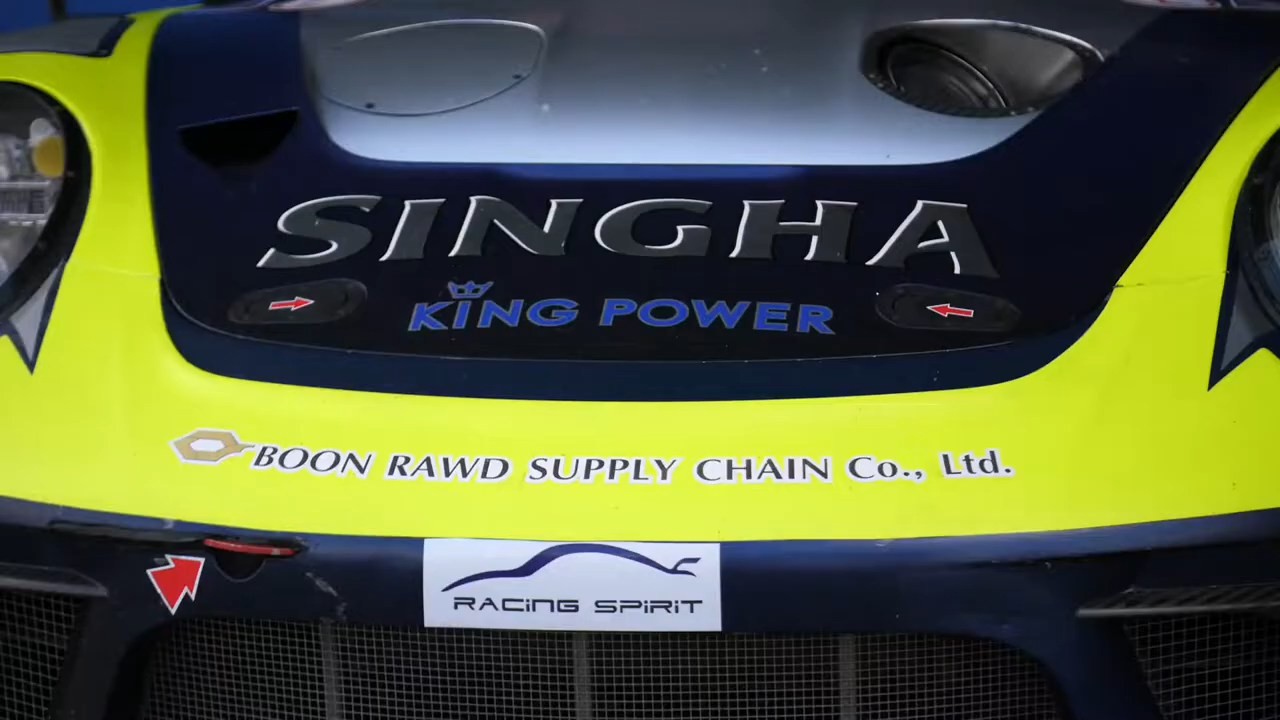 SINGHA
KING POWER
BOON RAWD SUPPLY CHAIN Co., Ltd.
RACING SPIRIT